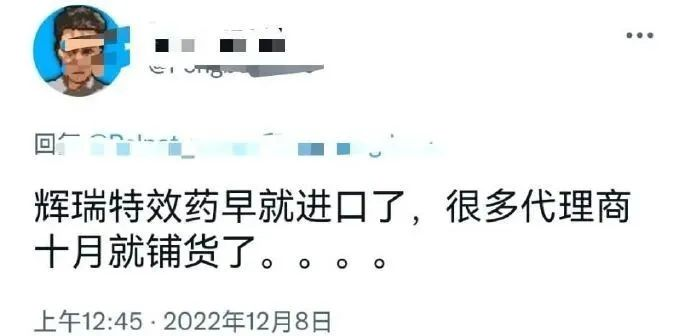 回复
辉瑞特效药早就进口了，很多代理商
十月就铺货了。。。。
上午12:45 · 2022年12月8日